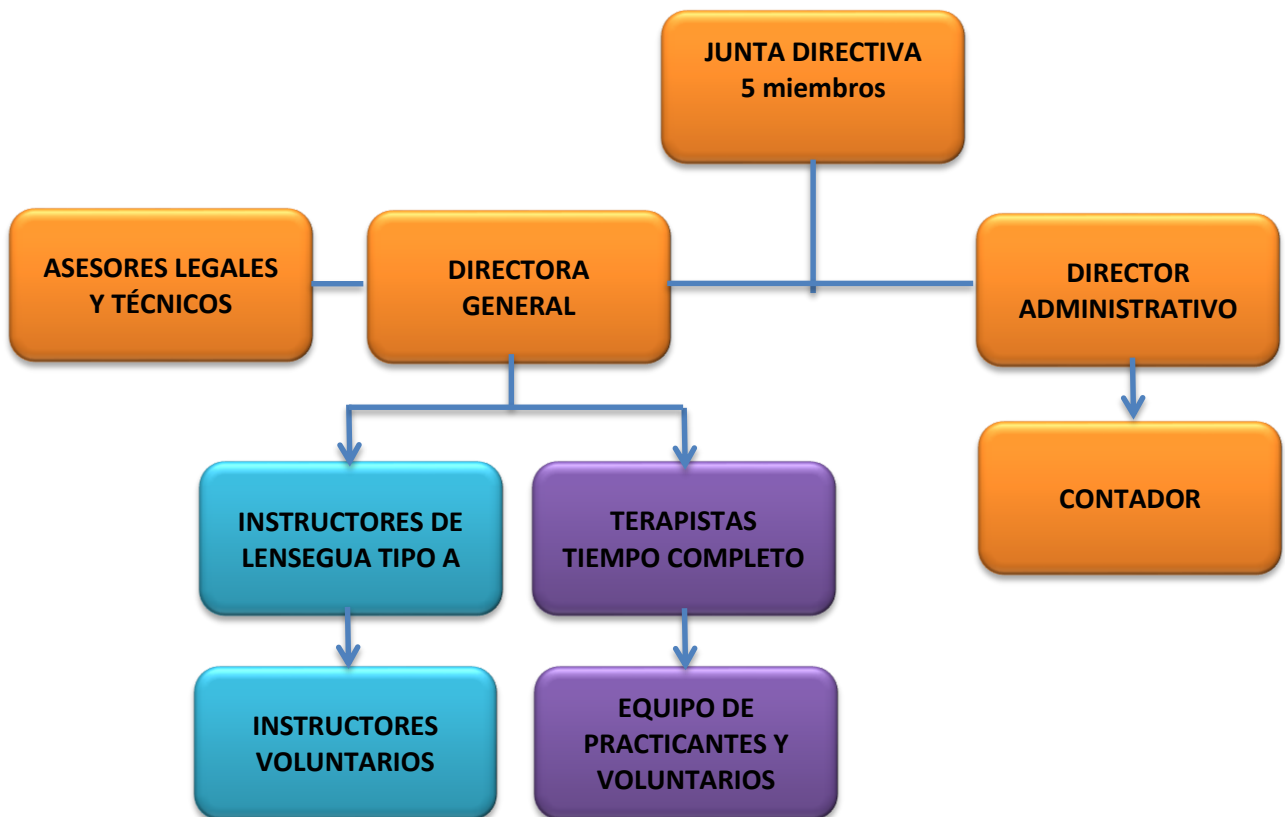 JUNTA DIRECTIVA
5 miembros
ASESORES LEGALES
Y TÉCNICOS
DIRECTORA
GENERAL
DIRECTOR
ADMINISTRATIVO
INSTRUCTORES DE
LENSEGUA TIPO A
TERAPISTAS
TIEMPO COMPLETO
CONTADOR
INSTRUCTORES
VOLUNTARIOS
EQUIPO DE
PRACTICANTES Y
VOLUNTARIOS